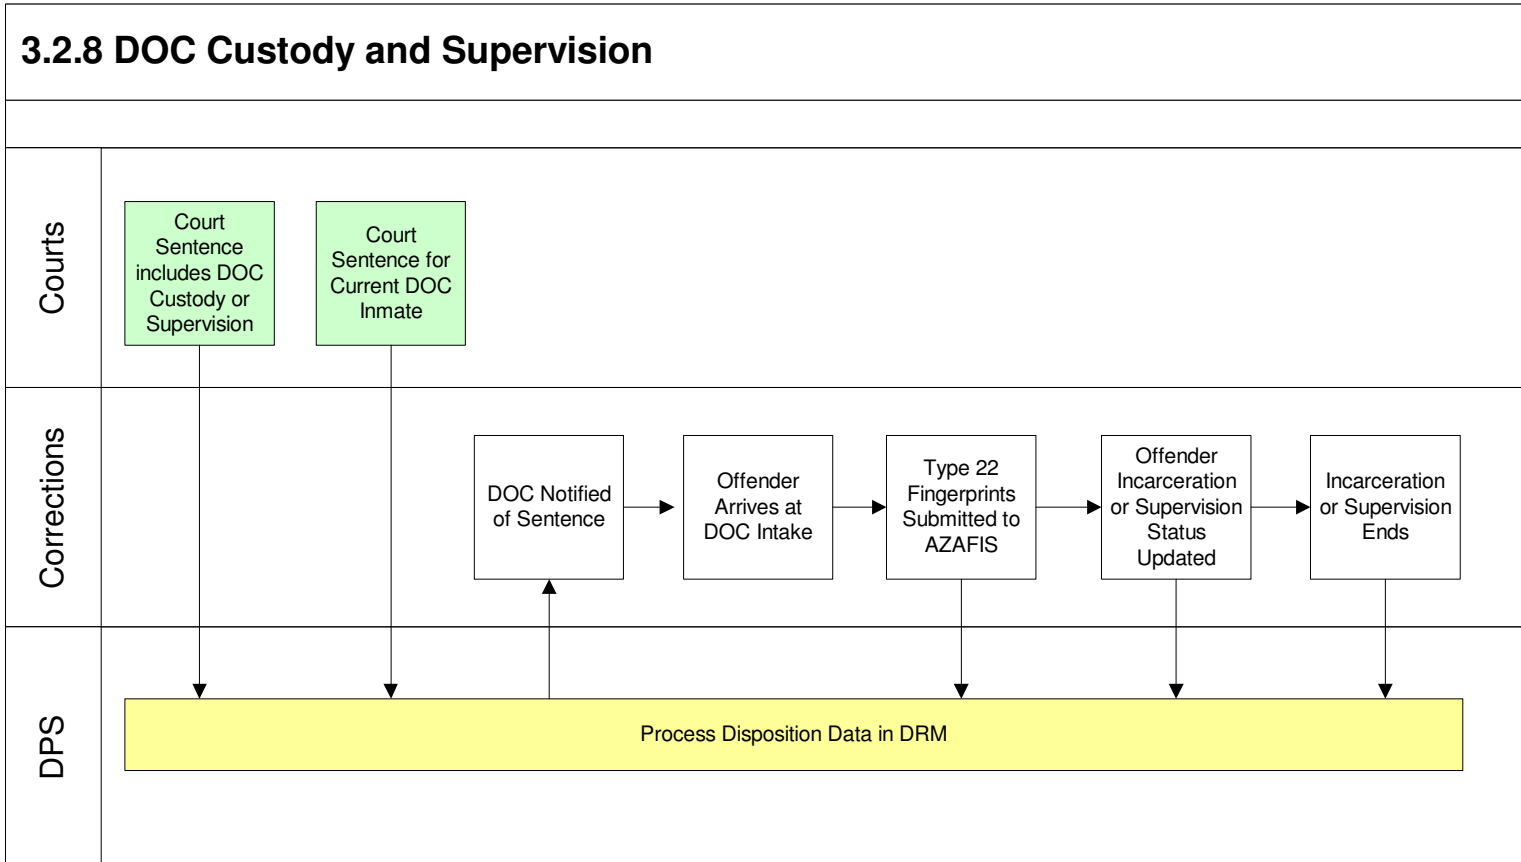 3.2.8 DOC Custody and Supervision
Courts
Court
Sentence
includes DOC
Custody or
Supervision
Court
Sentence for
Current DOC
Inmate
Corrections
DOC Notified
of Sentence
Offender
Arrives at
DOC Intake
Type 22
Fingerprints
Submitted to
AZAFIS
Offender
Incarceration
or Supervision
Status
Updated
Incarceration
or Supervision
Ends
DPS
Process Disposition Data in DRM